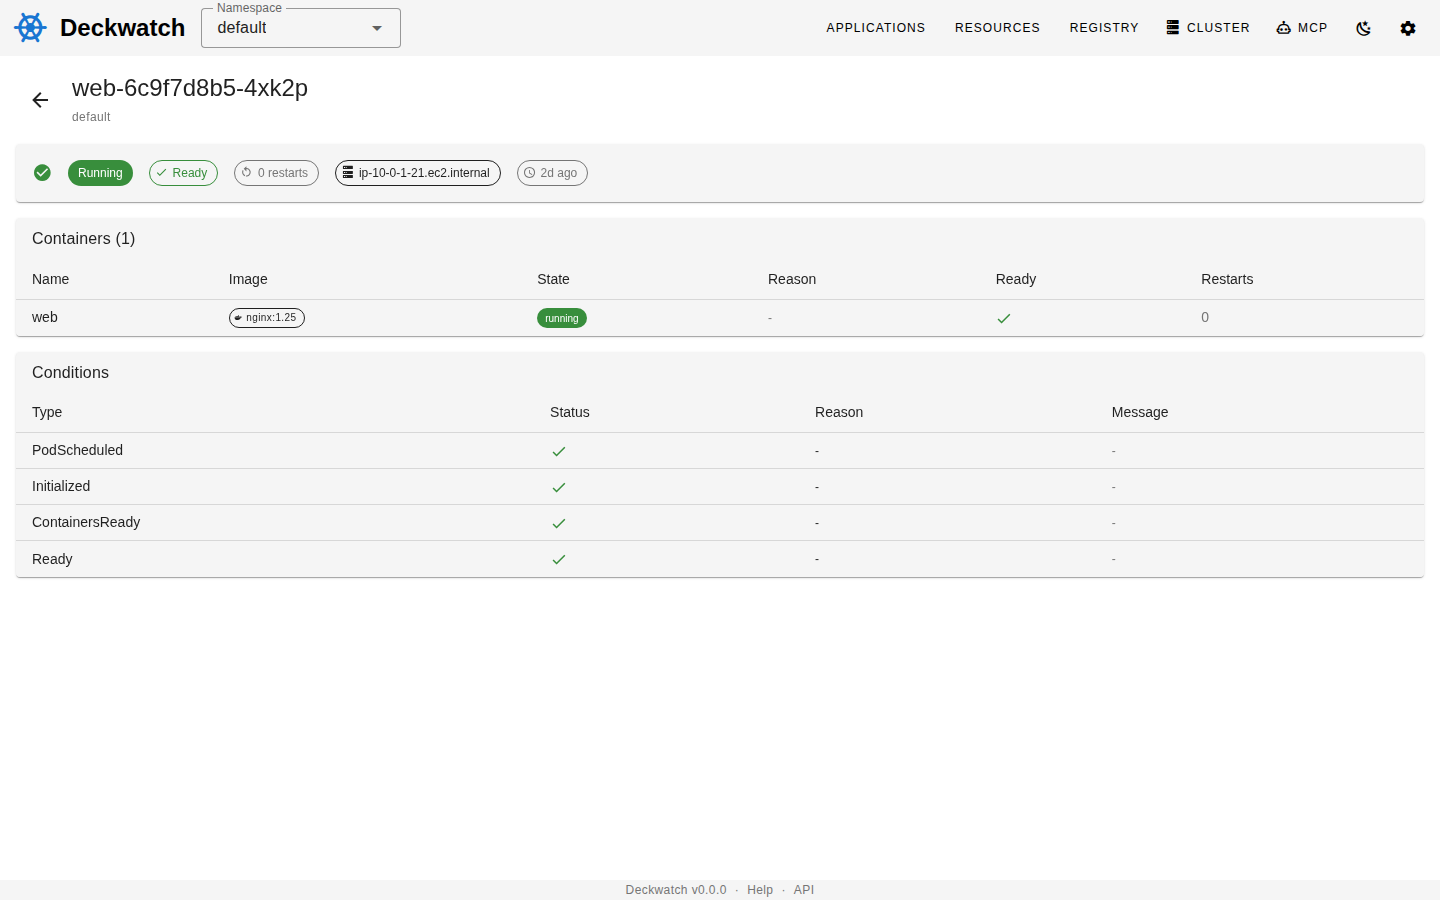 Deckwatch
Namespace
default
APPLICATIONS RESOURCES REGISTRY CLUSTER MCP
web-6c9f7d8b5-4xk2p
default
Running Ready 0 restarts ip-10-0-1-21.ec2.internal 2d ago
Containers (1)
Name Image State Reason Ready Restarts
web nginx:1.25 running - 0
Conditions
Type Status Reason Message
PodScheduled - -
Initialized - -
ContainersReady - -
Ready - -
Deckwatch v0.0.0 · Help · API